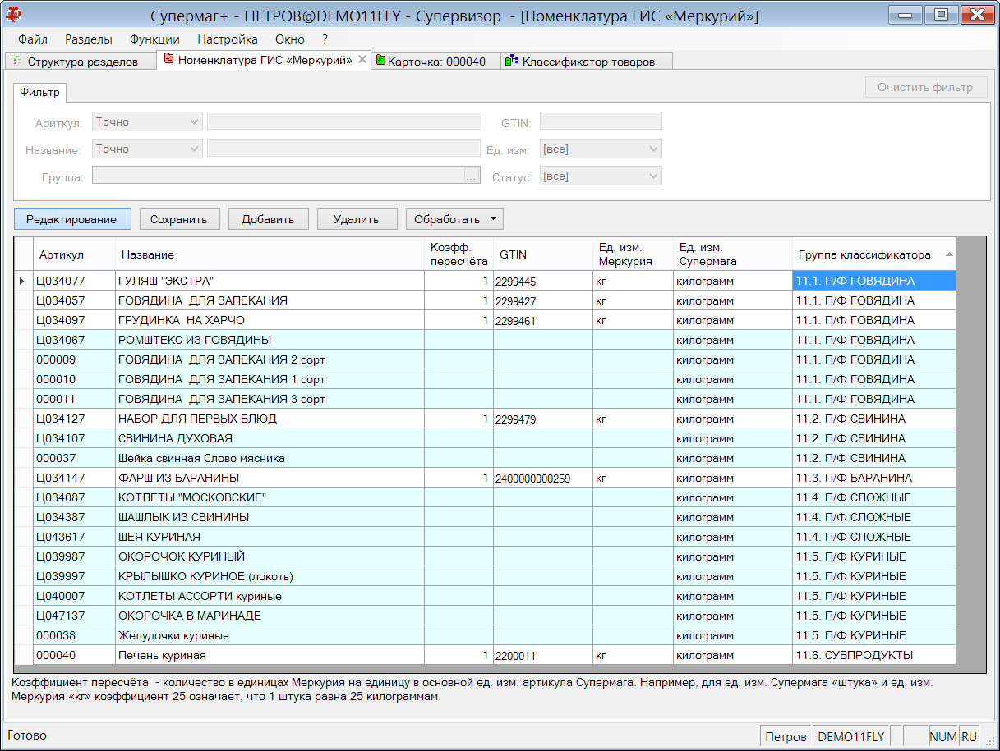 Супермаг+ - ПЕТРОВ@DEMO11FLY - Супервизор - [Номенклатура ГИС «Меркурий»]
Файл Разделы Функции Настройка Окно ?
Структура разделов Номенклатура ГИС «Меркурий» Карточка: 000040 Классификатор товаров
Фильтр Очистить фильтр
Ариткул: Точно GTIN:
Название: Точно Ед. изм: [все]
Группа: ... Статус: [все]
Редактирование Сохранить Добавить Удалить Обработать
Артикул Название Коэфф. пересчёта GTIN Ед. изм. Меркурия Ед. изм. Супермага Группа классификатора
Ц034077 ГУЛЯШ "ЭКСТРА" 1 2299445 кг килограмм 11.1. П/Ф ГОВЯДИНА
Ц034057 ГОВЯДИНА ДЛЯ ЗАПЕКАНИЯ 1 2299427 кг килограмм 11.1. П/Ф ГОВЯДИНА
Ц034097 ГРУДИНКА НА ХАРЧО 1 2299461 кг килограмм 11.1. П/Ф ГОВЯДИНА
Ц034067 РОМШТЕКС ИЗ ГОВЯДИНЫ килограмм 11.1. П/Ф ГОВЯДИНА
000009 ГОВЯДИНА ДЛЯ ЗАПЕКАНИЯ 2 сорт килограмм 11.1. П/Ф ГОВЯДИНА
000010 ГОВЯДИНА ДЛЯ ЗАПЕКАНИЯ 1 сорт килограмм 11.1. П/Ф ГОВЯДИНА
000011 ГОВЯДИНА ДЛЯ ЗАПЕКАНИЯ 3 сорт килограмм 11.1. П/Ф ГОВЯДИНА
Ц034127 НАБОР ДЛЯ ПЕРВЫХ БЛЮД 1 2299479 кг килограмм 11.2. П/Ф СВИНИНА
Ц034107 СВИНИНА ДУХОВАЯ килограмм 11.2. П/Ф СВИНИНА
000037 Шейка свинная Слово мясника килограмм 11.2. П/Ф СВИНИНА
Ц034147 ФАРШ ИЗ БАРАНИНЫ 1 2400000000259 кг килограмм 11.3. П/Ф БАРАНИНА
Ц034087 КОТЛЕТЫ "МОСКОВСКИЕ" килограмм 11.4. П/Ф СЛОЖНЫЕ
Ц034387 ШАШЛЫК ИЗ СВИНИНЫ килограмм 11.4. П/Ф СЛОЖНЫЕ
Ц043617 ШЕЯ КУРИНАЯ килограмм 11.4. П/Ф СЛОЖНЫЕ
Ц039987 ОКОРОЧОК КУРИНЫЙ килограмм 11.5. П/Ф КУРИНЫЕ
Ц039997 КРЫЛЫШКО КУРИНОЕ (локоть) килограмм 11.5. П/Ф КУРИНЫЕ
Ц040007 КОТЛЕТЫ АССОРТИ куриные килограмм 11.5. П/Ф КУРИНЫЕ
Ц047137 ОКОРОЧКА В МАРИНАДЕ килограмм 11.5. П/Ф КУРИНЫЕ
000038 Желудочки куриные килограмм 11.5. П/Ф КУРИНЫЕ
000040 Печень куриная 1 2200011 кг килограмм 11.6. СУБПРОДУКТЫ
Коэффициент пересчёта - количество в единицах Меркурия на единицу в основной ед. изм. артикула Супермага. Например, для ед. изм. Супермага «штука» и ед. изм.
Меркурия «кг» коэффициент 25 означает, что 1 штука равна 25 килограммам.
Готово Петров DEMO11FLY NUM RU